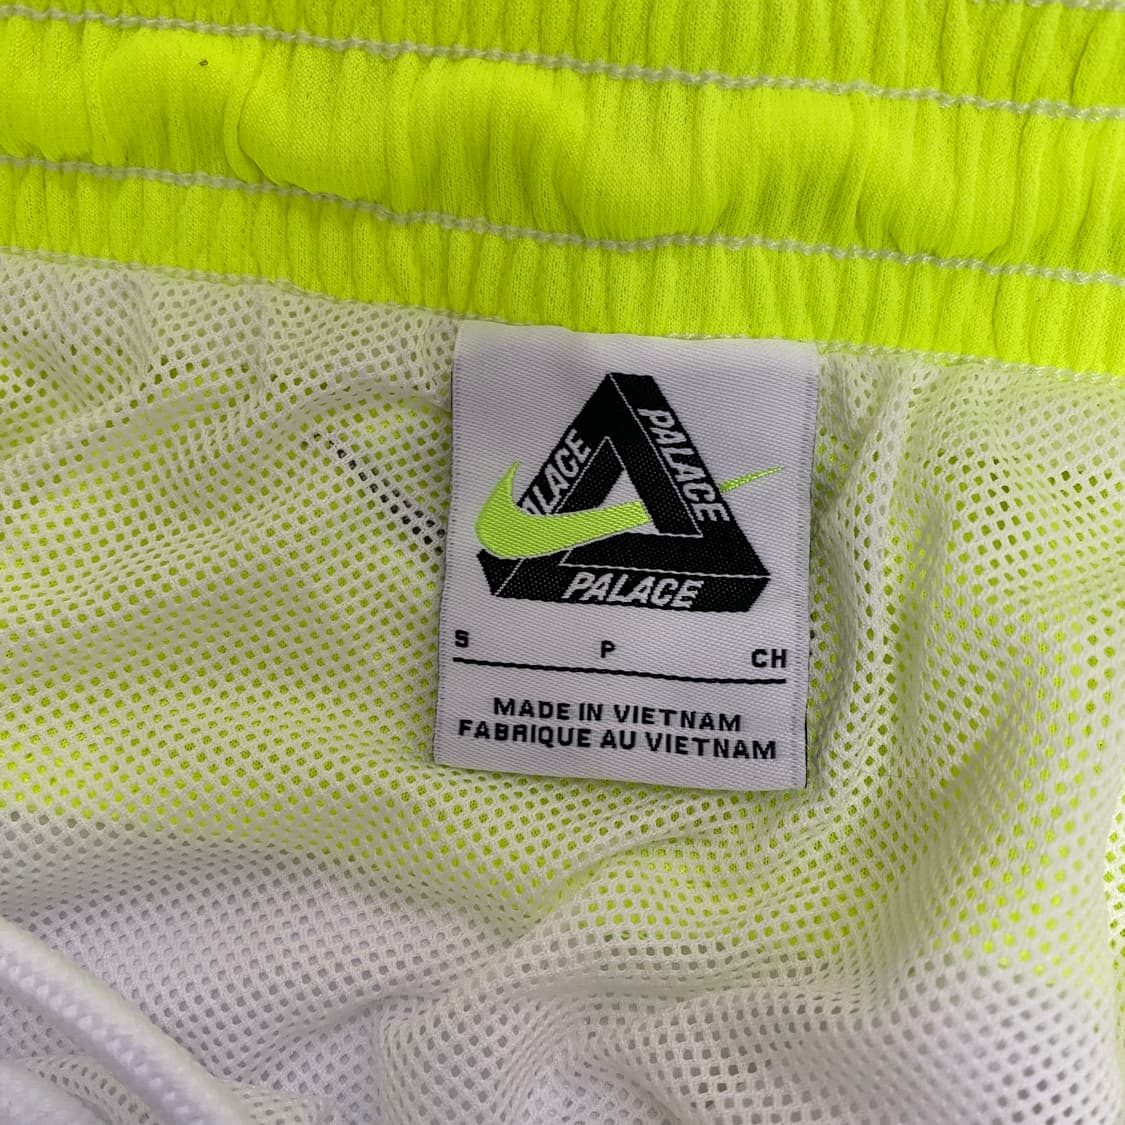 PALACE
PALACE
PALACE
S P CH
MADE IN VIETNAM
FABRIQUE AU VIETNAM